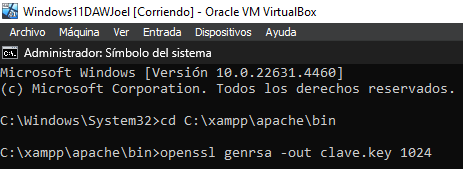 Windows11DAWJoel [Corriendo] - Oracle VM VirtualBox
Archivo Máquina Ver Entrada Dispositivos Ayuda
Administrador: Símbolo del sistema
Microsoft Windows [Versión 10.0.22631.4460]
(c) Microsoft Corporation. Todos los derechos reservados.
C:\Windows\System32>cd C:\xampp\apache\bin
C:\xampp\apache\bin>openssl genrsa -out clave.key 1024